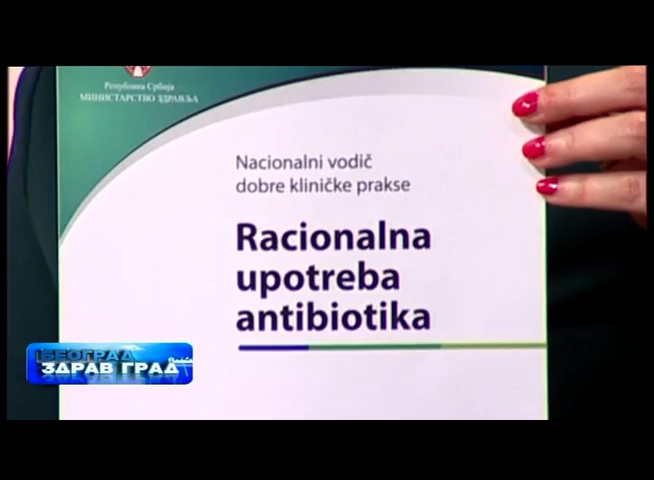 Република Србија
МИНИСТАРСТВО ЗДРАВЉА
Nacionalni vodič
dobre kliničke prakse
Racionalna
upotreba
antibiotika
БЕОГРАД
ЗДРАВ ГРАД